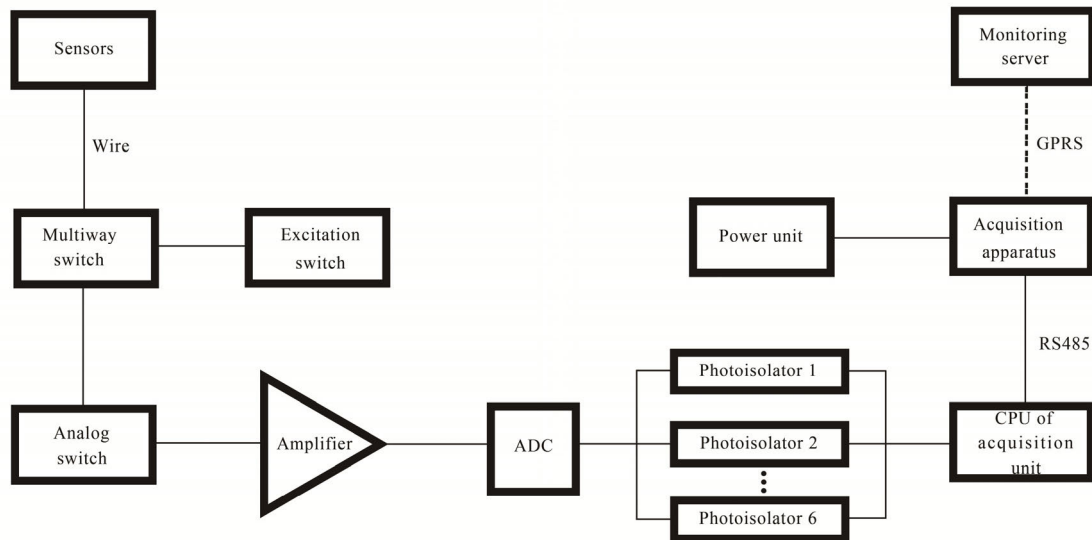 Sensors
Monitoring
server
Wire
GPRS
Multiway
switch
Excitation
switch
Power unit
Acquisition
apparatus
RS485
Photoisolator 1
Analog
switch
Amplifier
ADC
Photoisolator 2
CPU of
acquisition
unit
Photoisolator 6